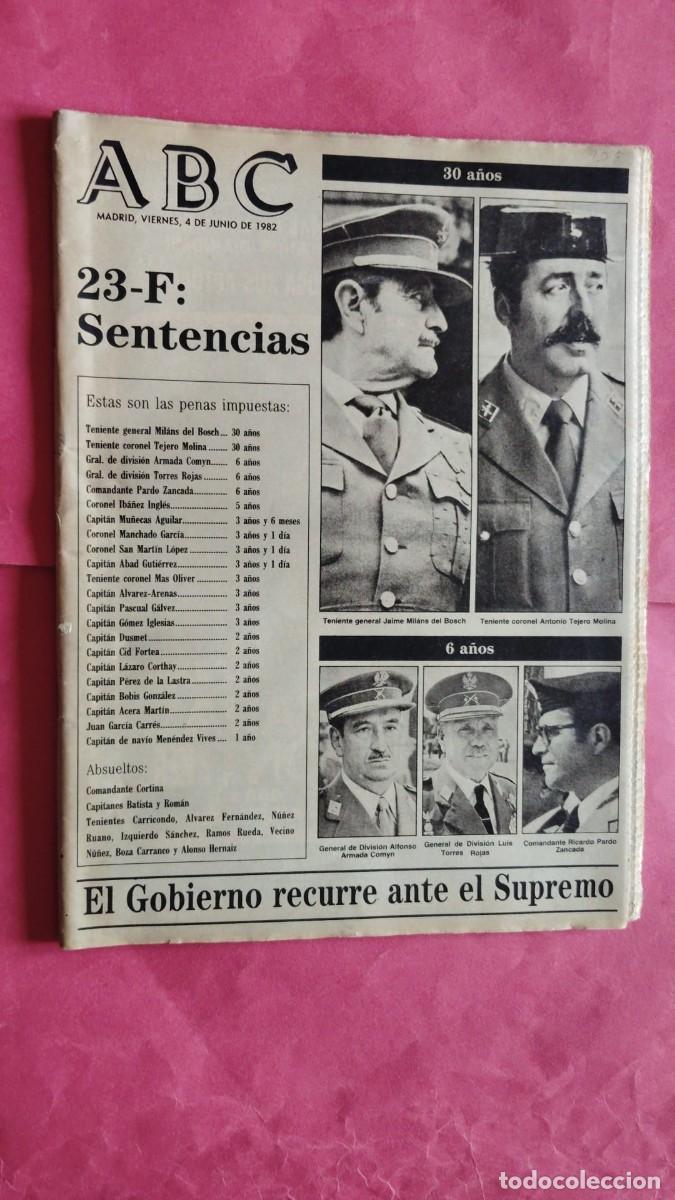 ABC
MADRID, VIERNES, 4 DE JUNIO DE 1982
23-F:
Sentencias
Estas son las penas impuestas:
Teniente general Miláns del Bosch... 30 años
Teniente coronel Tejero Molina........ 30 años
Gral. de división Armada Comyn...... 6 años
Gral. de división Torres Rojas......... 6 años
Comandante Pardo Zancada............ 6 años
Coronel Ibáñez Inglés.................... 5 años
Capitán Muñecas Aguilar................ 3 años y 6 meses
Coronel Manchado García............... 3 años y 1 día
Coronel San Martín López.............. 3 años y 1 día
Capitán Abad Gutiérrez.................. 3 años y 1 día
Teniente coronel Mas Oliver............ 3 años
Capitán Alvarez-Arenas.................. 3 años
Capitán Pascual Gálvez.................. 3 años
Capitán Gómez Iglesias.................. 3 años
Capitán Dusmet............................ 2 años
Capitán Cid Fortea........................ 2 años
Capitán Lázaro Corthay.................. 2 años
Capitán Pérez de la Lastra.............. 2 años
Capitán Bobis González.................. 2 años
Capitán Acera Martín..................... 2 años
Juan García Carrés........................ 2 años
Capitán de navío Menéndez Vives.... 1 año
Absueltos:
Comandante Cortina
Capitanes Batista y Román
Tenientes Carricondo, Alvarez Fernández, Núñez
Ruano, Izquierdo Sánchez, Ramos Rueda, Vecino
Núñez, Boza Carranco y Alonso Hernaiz
30 años
Teniente general Jaime Miláns del Bosch
Teniente coronel Antonio Tejero Molina
6 años
General de División Alfonso
Armada Comyn
General de División Luis
Torres Rojas
Comandante Ricardo Pardo
Zancada
El Gobierno recurre ante el Supremo
todocoleccion